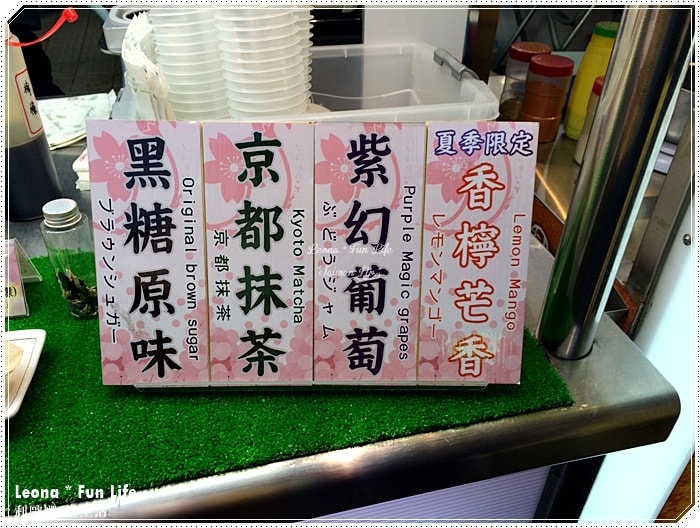 黑糖原味
Original brown sugar
ブラウンシュガー
京都抹茶
Kyoto Matcha
京都抹茶
紫幻葡萄
Purple Magic grapes
ぶどうジャム
夏季限定
香檸芒香
Lemon Mango
レモンマンゴー
Leona * Fun Life
Leona * Fun Life